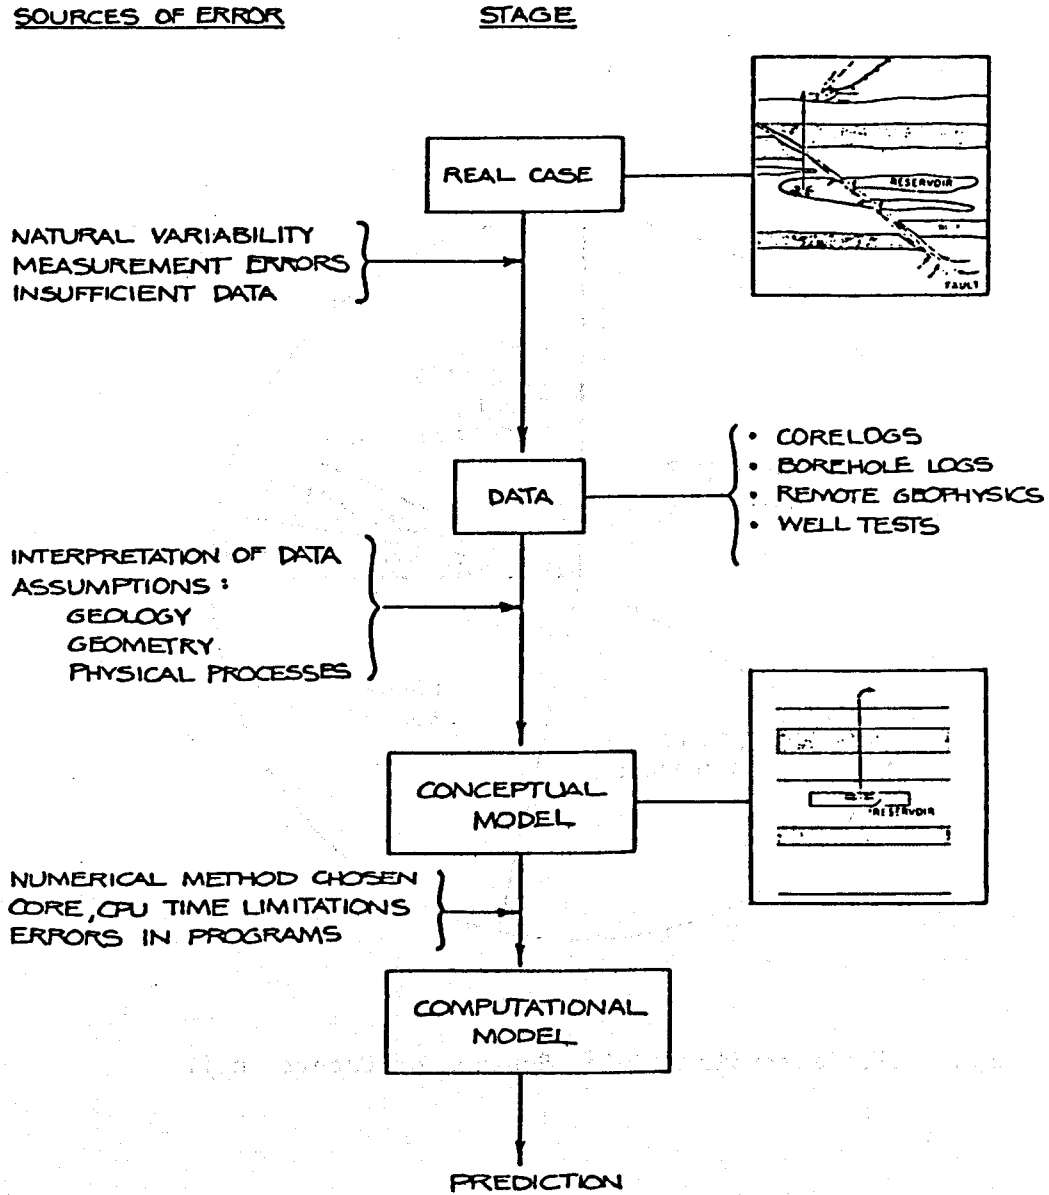 SOURCES OF ERROR
STAGE
REAL CASE
RESERVOIR
FAULT
NATURAL VARIABILITY
MEASUREMENT ERRORS
INSUFFICIENT DATA
DATA
• CORELOGS
• BOREHOLE LOGS
• REMOTE GEOPHYSICS
• WELL TESTS
INTERPRETATION OF DATA
ASSUMPTIONS :
GEOLOGY
GEOMETRY
PHYSICAL PROCESSES
CONCEPTUAL
MODEL
RESERVOIR
NUMERICAL METHOD CHOSEN
CORE, CPU TIME LIMITATIONS
ERRORS IN PROGRAMS
COMPUTATIONAL
MODEL
PREDICTION